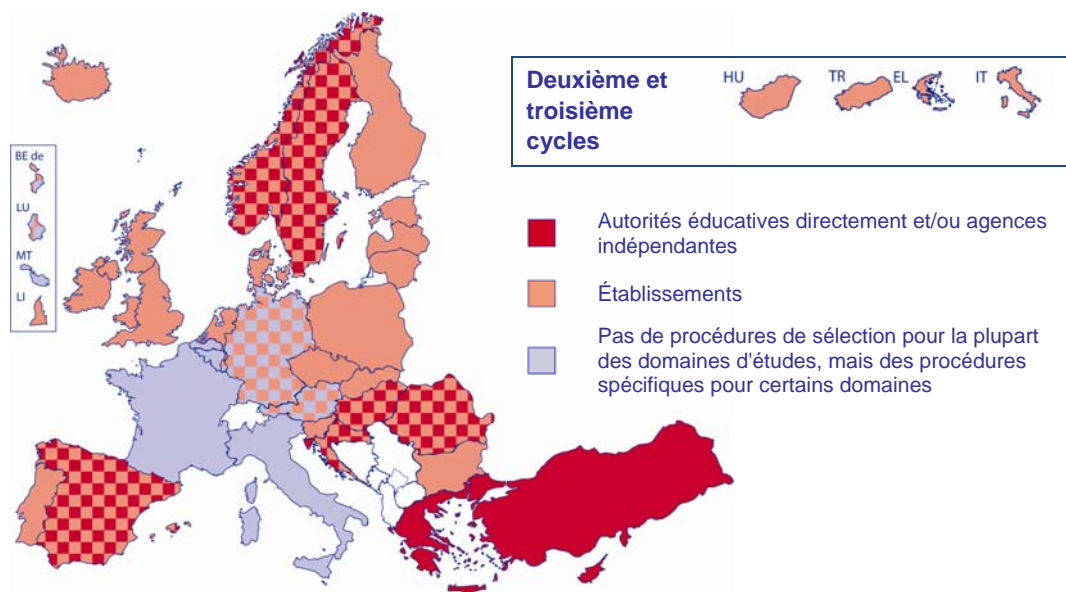 Deuxième et
troisième
cycles
HU
TR
EL
IT
BE de
LU
MT
LI
Autorités éducatives directement et/ou agences
indépendantes
Établissements
Pas de procédures de sélection pour la plupart
des domaines d'études, mais des procédures
spécifiques pour certains domaines